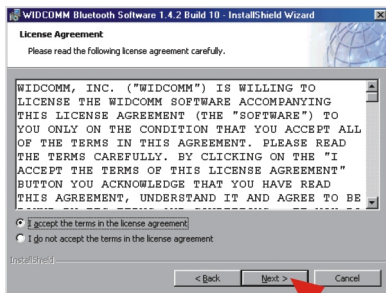 WIDCOMM Bluetooth Software 1.4.2 Build 10 - InstallShield Wizard
License Agreement
Please read the following license agreement carefully.
WIDCOMM, INC. ("WIDCOMM") IS WILLING TO
LICENSE THE WIDCOMM SOFTWARE ACCOMPANYING
THIS LICENSE AGREEMENT (THE "SOFTWARE") TO
YOU ONLY ON THE CONDITION THAT YOU ACCEPT ALL
OF THE TERMS IN THIS AGREEMENT. PLEASE READ
THE TERMS CAREFULLY. BY CLICKING ON THE "I
ACCEPT THE TERMS OF THIS LICENSE AGREEMENT"
BUTTON YOU ACKNOWLEDGE THAT YOU HAVE READ
THIS AGREEMENT, UNDERSTAND IT AND AGREE TO BE
I accept the terms in the license agreement
I do not accept the terms in the license agreement
InstallShield
< Back
Next >
Cancel